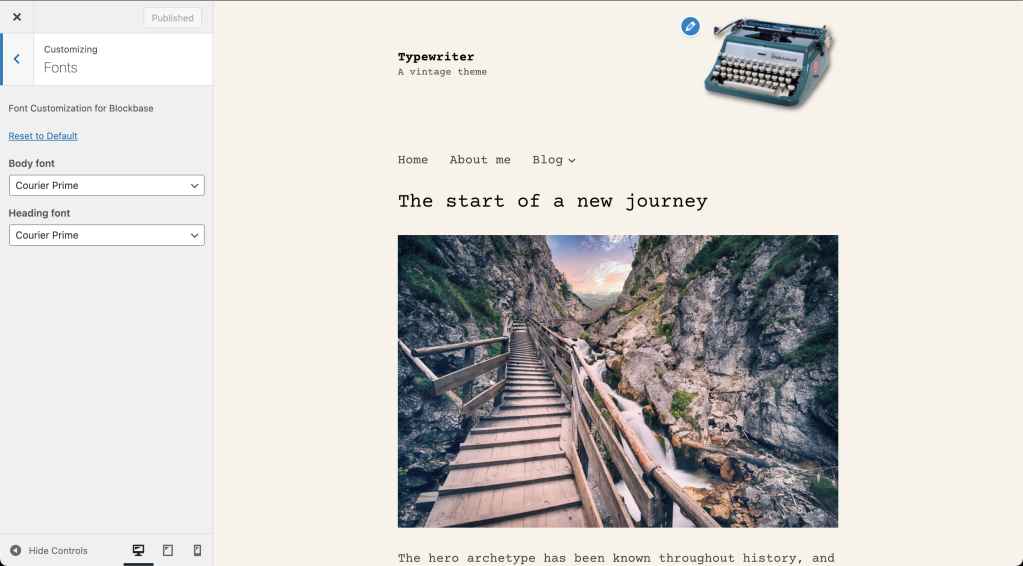 Published
Customizing
Fonts
Font Customization for Blockbase
Reset to Default
Body font
Courier Prime
Heading font
Courier Prime
Hide Controls
Typewriter
A vintage theme
Home About me Blog
The start of a new journey
The hero archetype has been known throughout history, and